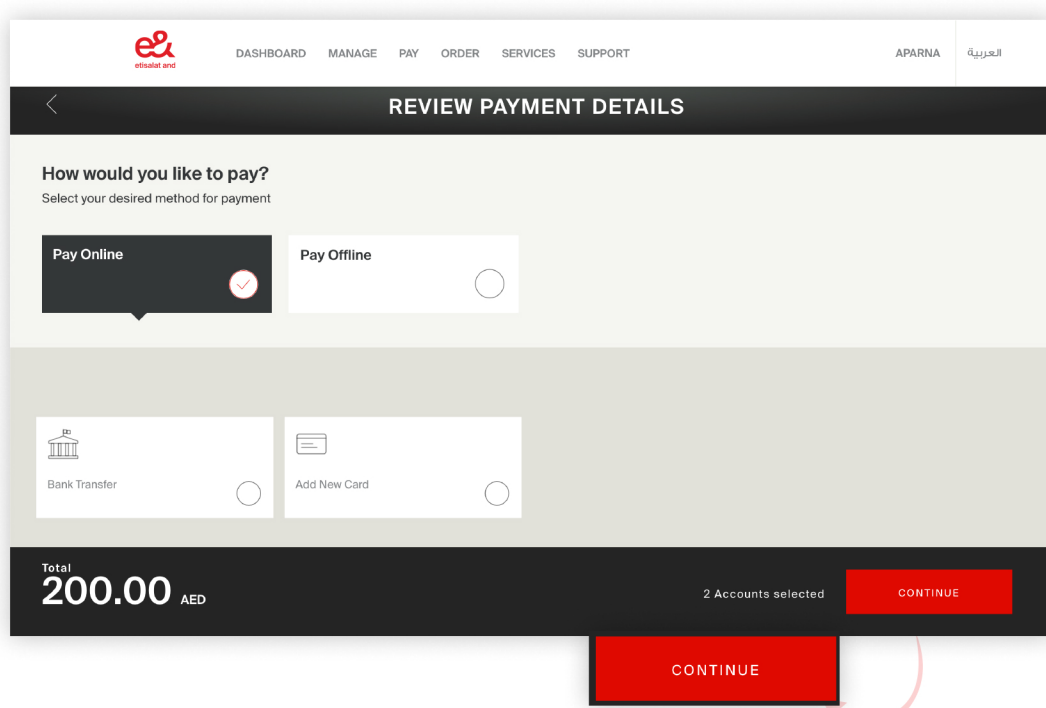 e&
etisalat and
DASHBOARD MANAGE PAY ORDER SERVICES SUPPORT APARNA العربية
REVIEW PAYMENT DETAILS
How would you like to pay?
Select your desired method for payment
Pay Online
Pay Offline
Bank Transfer
Add New Card
Total
200.00 AED
2 Accounts selected
CONTINUE
CONTINUE